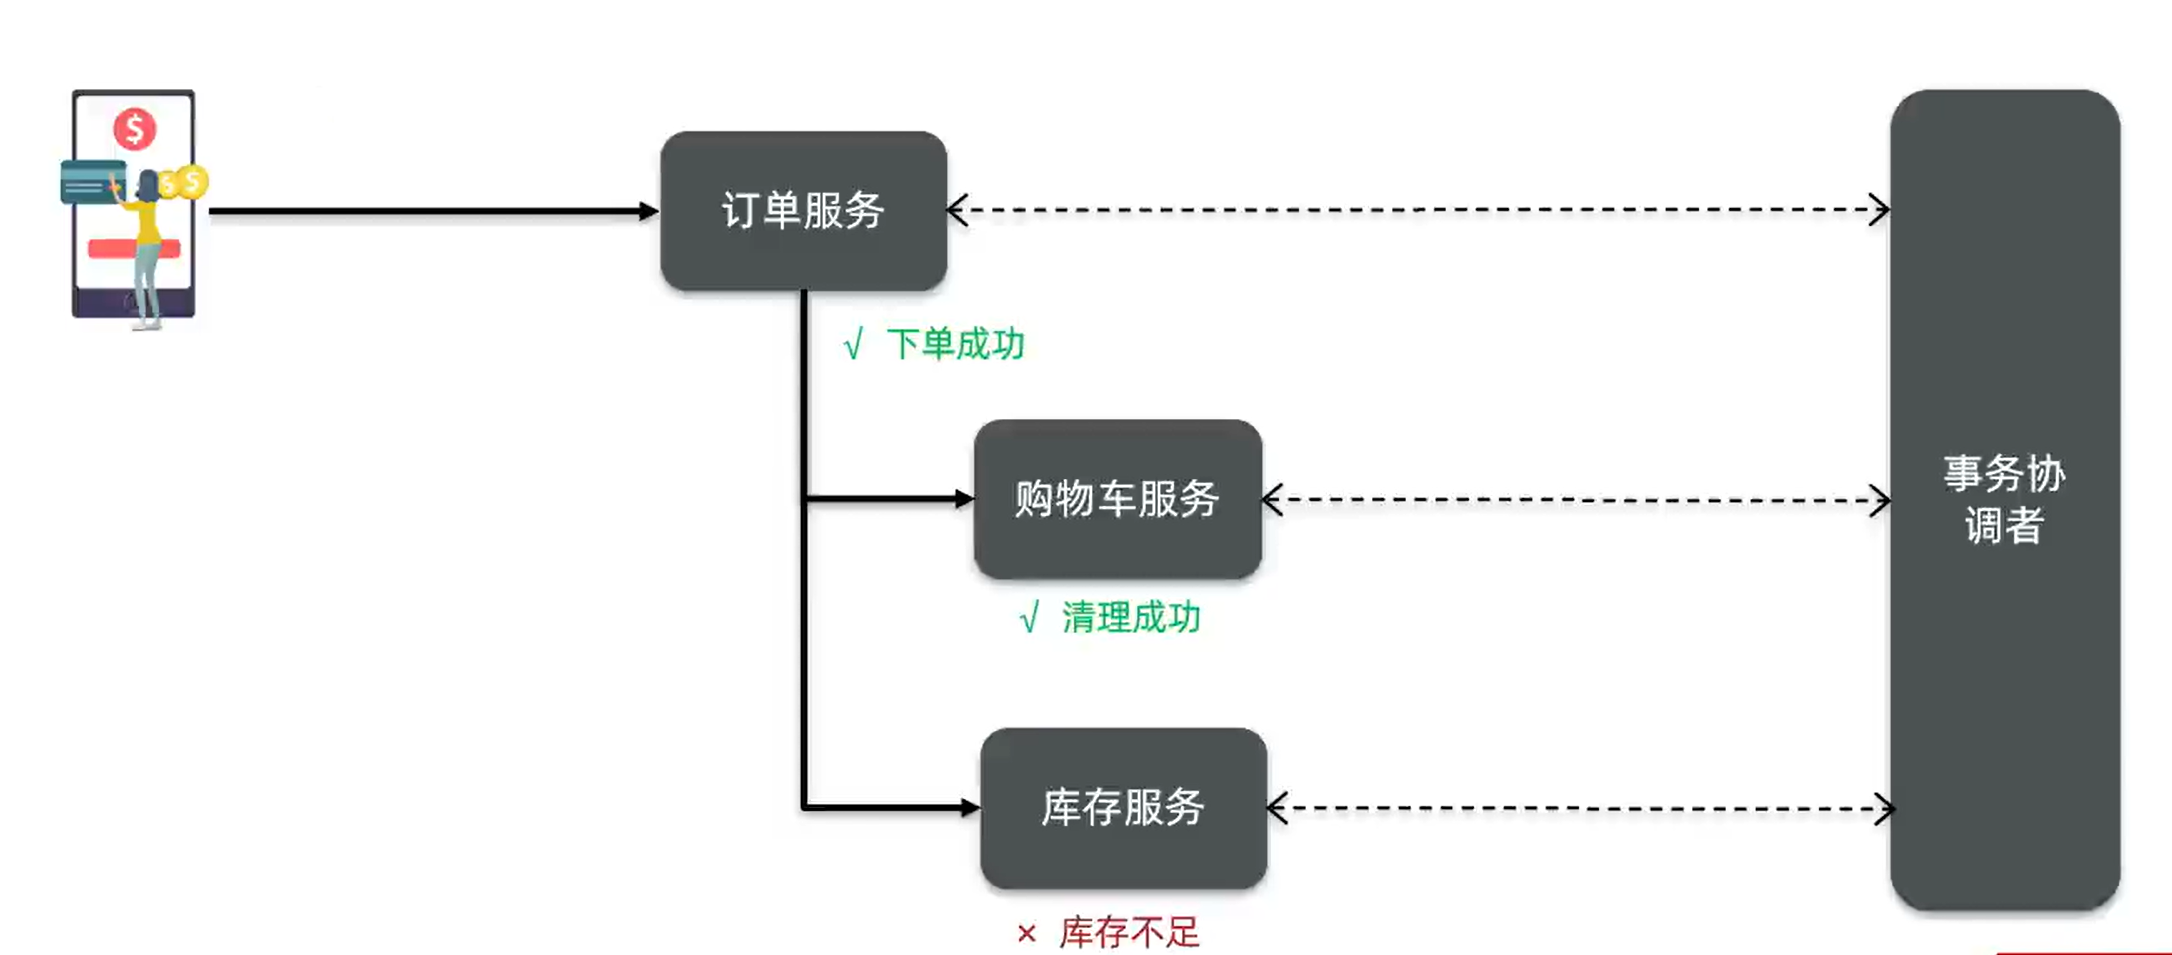 $
$
$
订单服务
√ 下单成功
购物车服务
√ 清理成功
事务协
调者
库存服务
× 库存不足